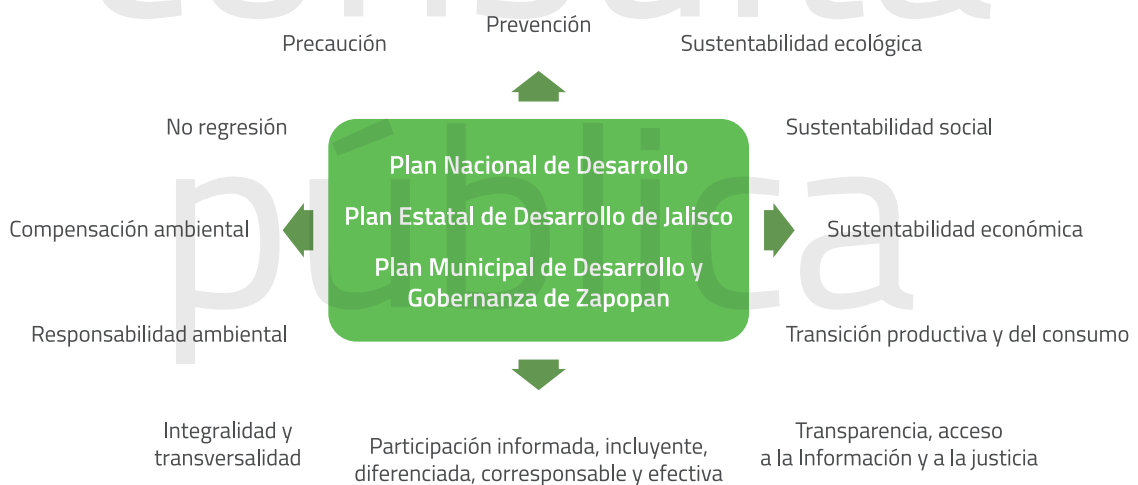 consulta
Prevención
Precaución
Sustentabilidad ecológica
No regresión
Sustentabilidad social
Plan Nacional de Desarrollo
Plan Estatal de Desarrollo de Jalisco
Plan Municipal de Desarrollo y
Gobernanza de Zapopan
pública
Compensación ambiental
Sustentabilidad económica
Responsabilidad ambiental
Transición productiva y del consumo
Integralidad y
transversalidad
Participación informada, incluyente,
diferenciada, corresponsable y efectiva
Transparencia, acceso
a la Información y a la justicia